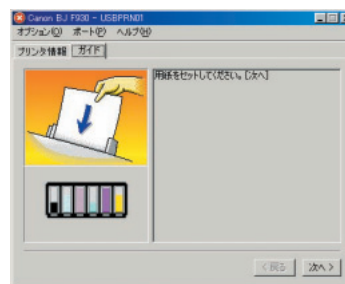 Canon BJ F930 - USBPRN01
オプション(O) ポート(P) ヘルプ(H)
プリンタ情報 ガイド
用紙をセットしてください。[次へ]
< 戻る 次へ >